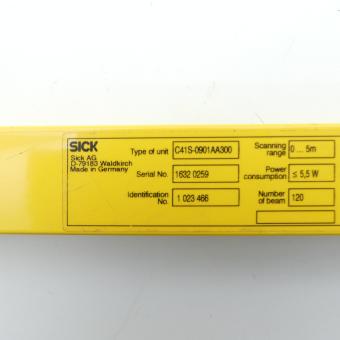 SICK
Sick AG
D-79183 Waldkirch
Made in Germany
Type of unit C41S-0901AA300
Serial No. 1632 0259
Identification No. 1 023 466
Scanning range 0 ... 5m
Power consumption ≤ 5,5 W
Number of beam 120